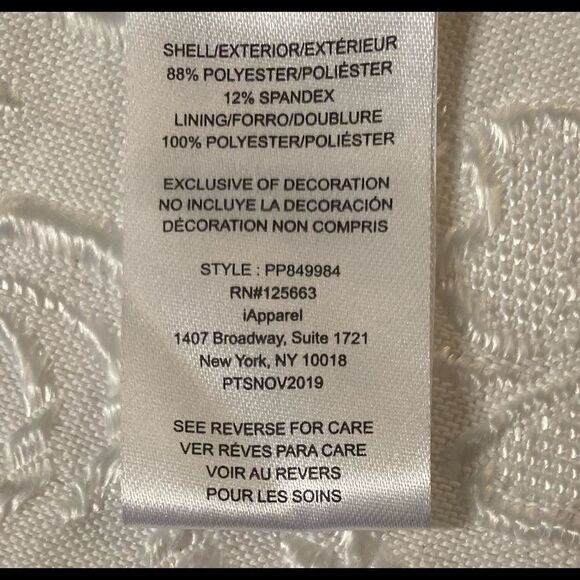 SHELL/EXTERIOR/EXTÉRIEUR
88% POLYESTER/POLIÉSTER
12% SPANDEX
LINING/FORRO/DOUBLURE
100% POLYESTER/POLIÉSTER
EXCLUSIVE OF DECORATION
NO INCLUYE LA DECORACIÓN
DÉCORATION NON COMPRIS
STYLE : PP849984
RN#125663
iApparel
1407 Broadway, Suite 1721
New York, NY 10018
PTSNOV2019
SEE REVERSE FOR CARE
VER RÉVES PARA CARE
VOIR AU REVERS
POUR LES SOINS